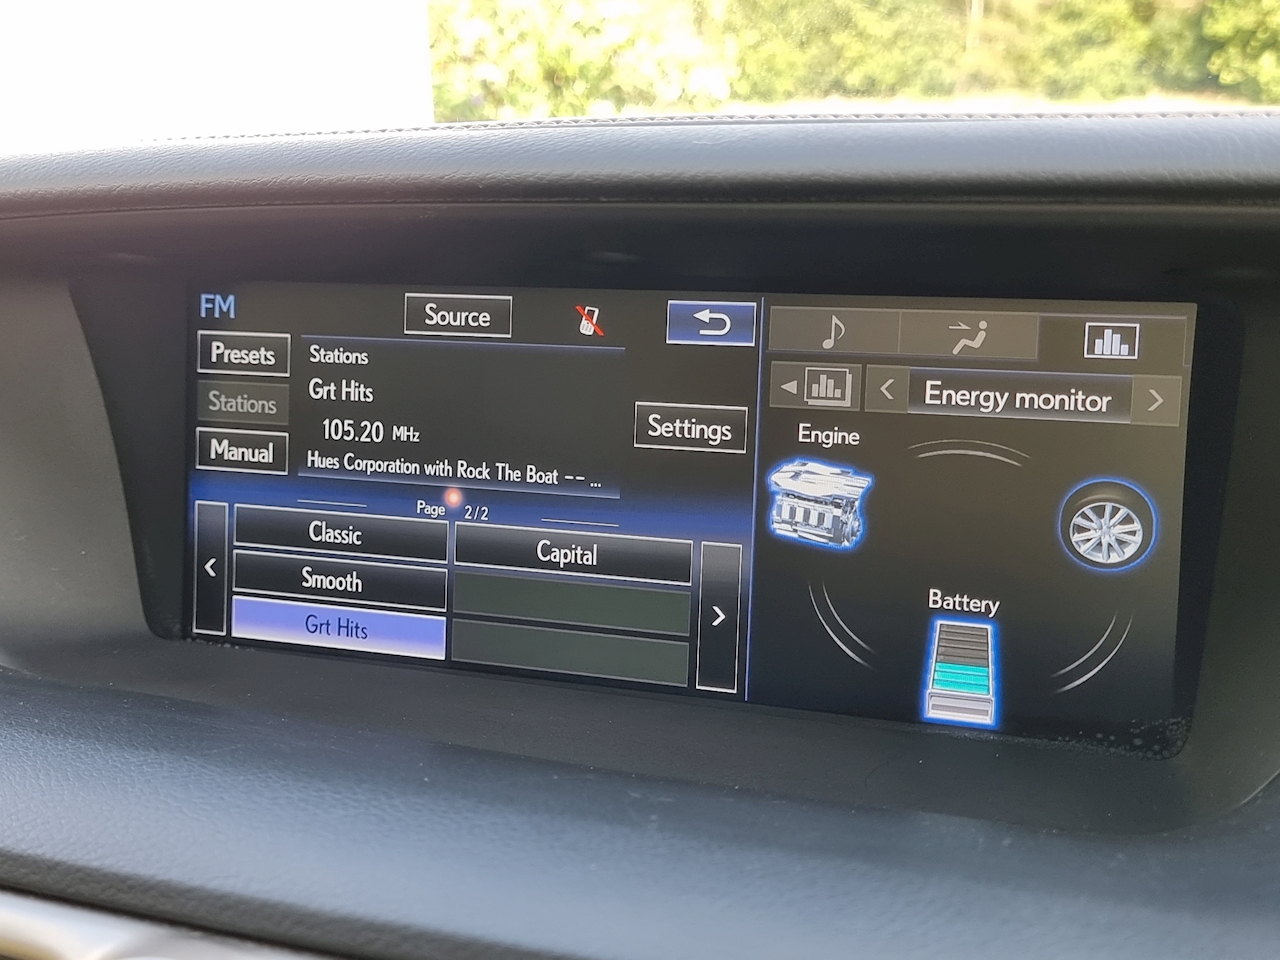 FM
Source
Presets
Stations
Stations
Grt Hits
Manual
105.20 MHz
Settings
Hues Corporation with Rock The Boat -- ...
Page 2/2
Classic
Capital
Smooth
Grt Hits
Energy monitor
Engine
Battery